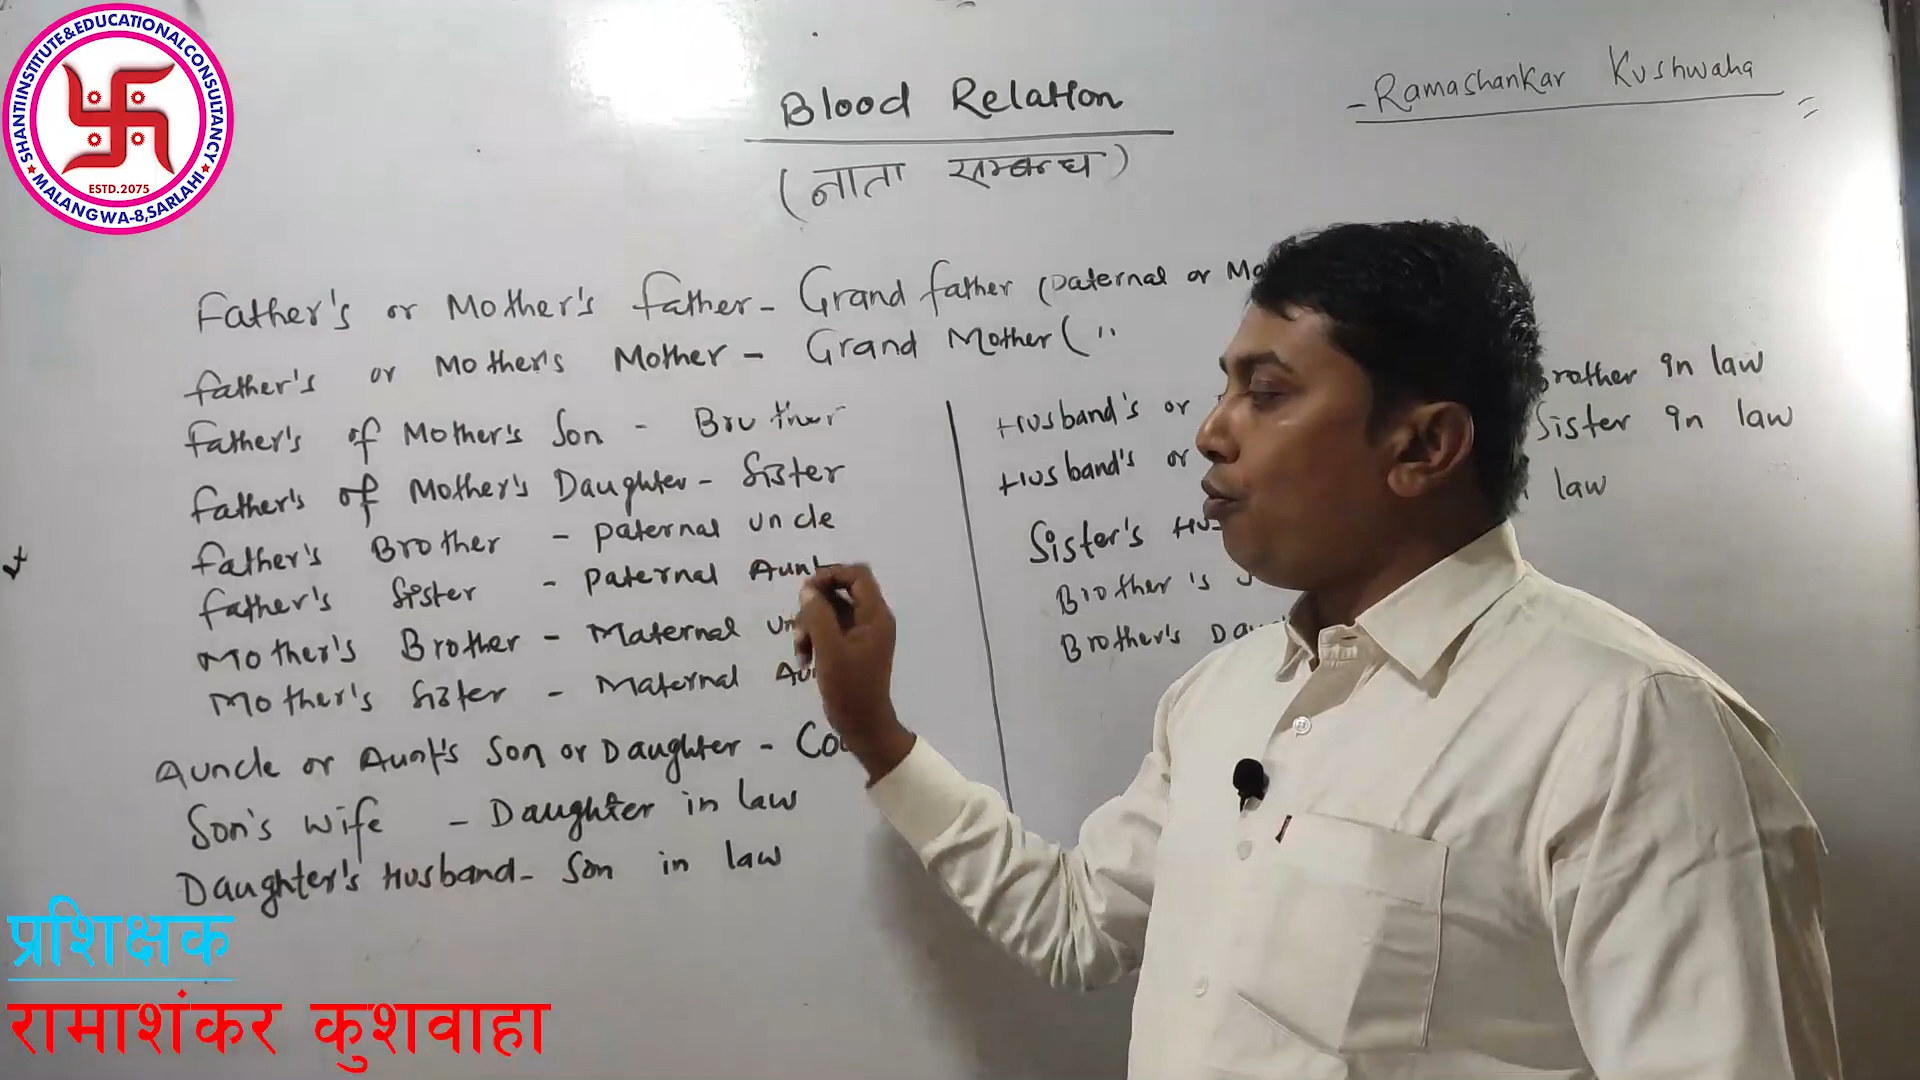 SHANTI INSTITUTE & EDUCATIONAL CONSULTANCY
★ MALANGWA-8, SARLAHI ★
ESTD.2075
Blood Relation
(नाता सम्बन्ध)
- Ramashankar Kushwaha
Father's or Mother's father - Grand father (Paternal or
father's or Mother's Mother - Grand Mother ( "
father's of Mother's Son - Brother
father's of Mother's Daughter - Sister
father's Brother - paternal uncle
father's Sister - paternal Aunt
Mother's Brother - Maternal
Mother's Sister - Maternal
Auncle or Aunt's Son or Daughter -
Son's wife - Daughter in law
Daughter's Husband - Son in law
Husband's or brother in law
Husband's or Sister in law
Sister's law
Brother's
Brother's
प्रशिक्षक
रामाशंकर कुशवाहा